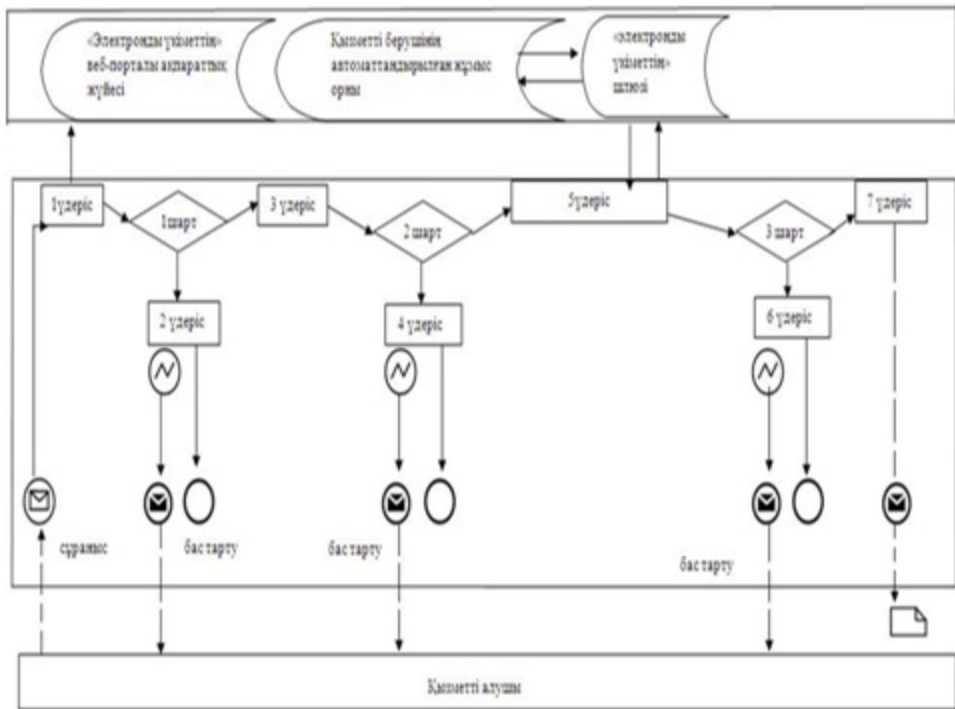 «Электронды үкіметтің»
веб-порталы ақпараттық
жүйесі
Қызметті берушінің
автоматтандырылған жұмыс
орны
«электронды
үкіметтің»
шлюзі
1үдеріс
1шарт
3 үдеріс
2 шарт
5үдеріс
3 шарт
7 үдеріс
2 үдеріс
4 үдеріс
6 үдеріс
сұраныс
бас тарту
бас тарту
бас тарту
Қызметті алушы